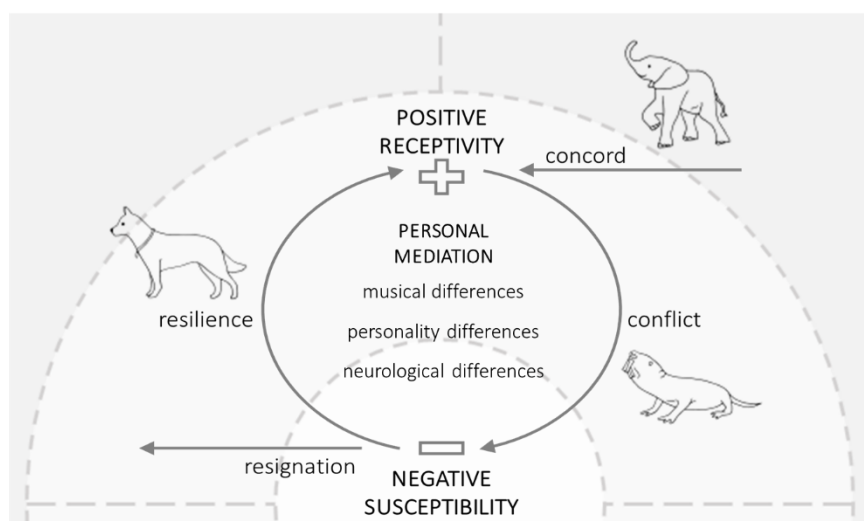 POSITIVE
RECEPTIVITY
concord
PERSONAL
MEDIATION
musical differences
resilience
personality differences
conflict
neurological differences
resignation
NEGATIVE
SUSCEPTIBILITY